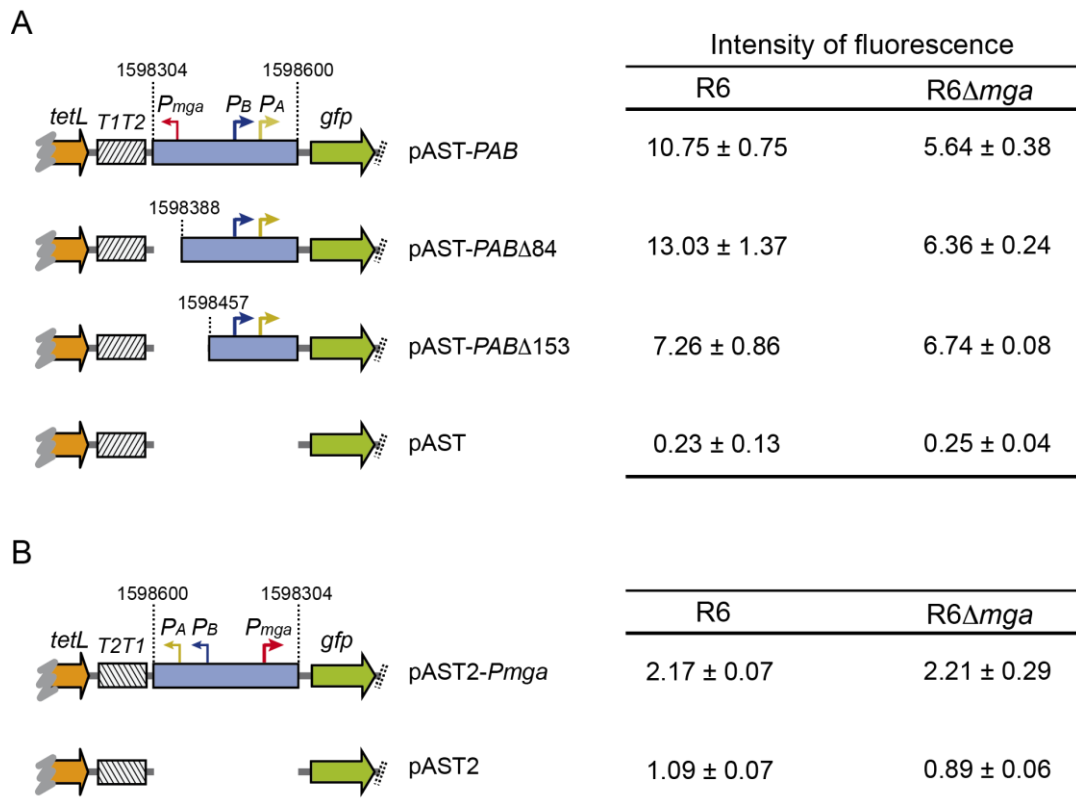 A
Intensity of fluorescence
R6 R6Δmga
1598304 1598600
tetL T1T2 Pmga PB PA gfp
pAST-PAB 10.75 ± 0.75 5.64 ± 0.38
1598388
pAST-PABΔ84 13.03 ± 1.37 6.36 ± 0.24
1598457
pAST-PABΔ153 7.26 ± 0.86 6.74 ± 0.08
pAST 0.23 ± 0.13 0.25 ± 0.04
B
R6 R6Δmga
1598600 1598304
tetL T2T1 PA PB Pmga gfp
pAST2-Pmga 2.17 ± 0.07 2.21 ± 0.29
pAST2 1.09 ± 0.07 0.89 ± 0.06